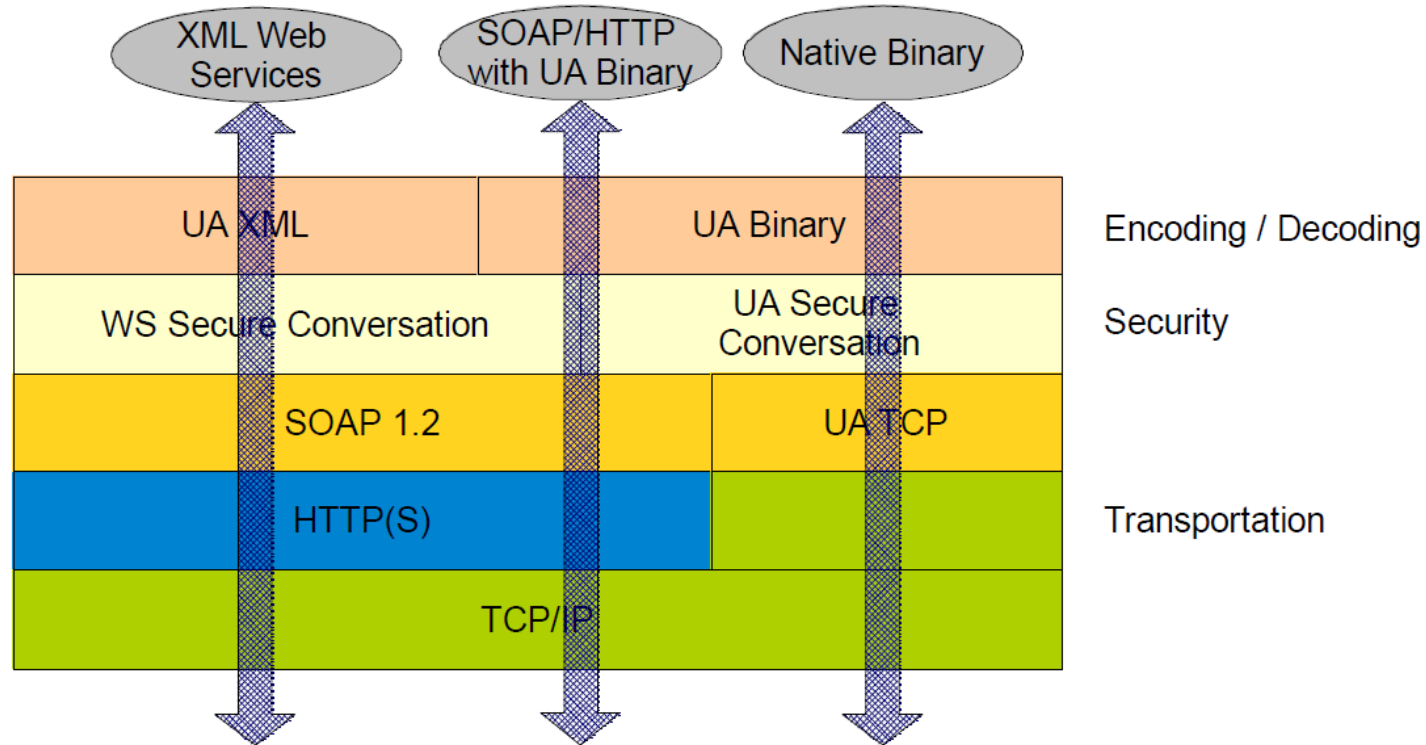 XML Web
Services
SOAP/HTTP
with UA Binary
Native Binary
UA XML
UA Binary
Encoding / Decoding
WS Secure Conversation
UA Secure
Conversation
Security
SOAP 1.2
UA TCP
HTTP(S)
Transportation
TCP/IP